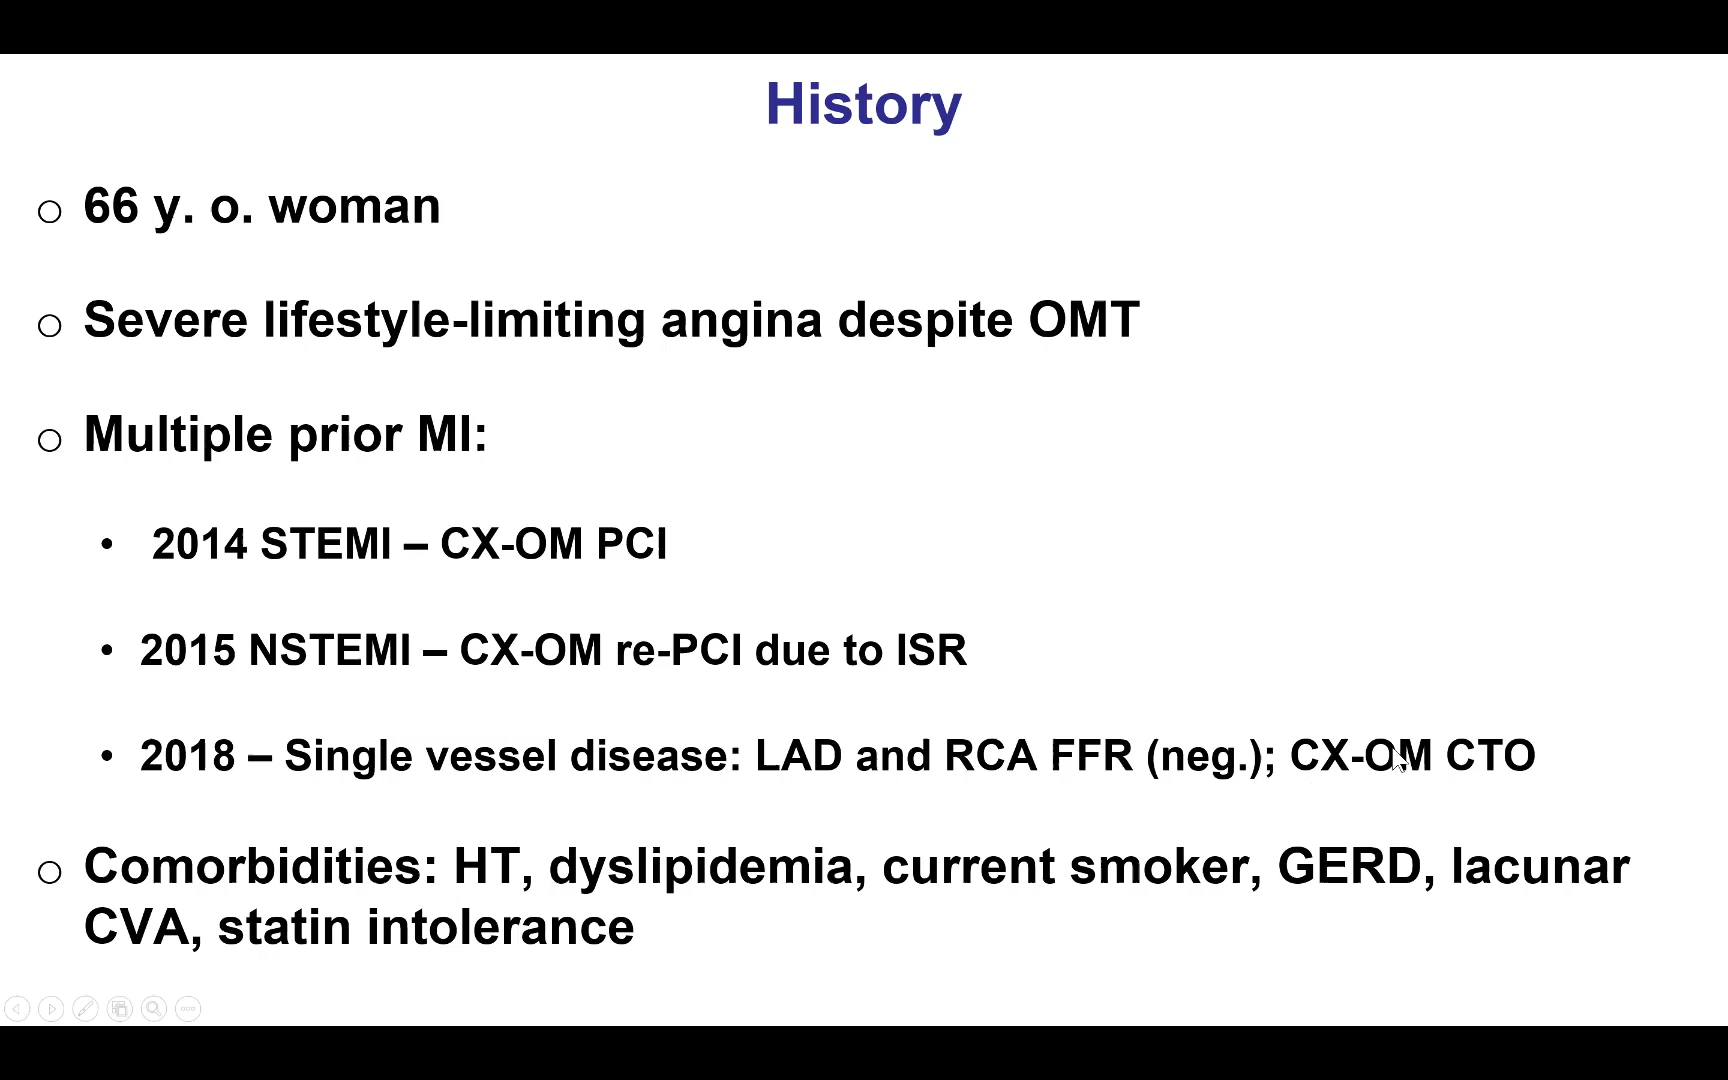 History
66 y. o. woman
Severe lifestyle-limiting angina despite OMT
Multiple prior MI:
2014 STEMI – CX-OM PCI
2015 NSTEMI – CX-OM re-PCI due to ISR
2018 – Single vessel disease: LAD and RCA FFR (neg.); CX-OM CTO
Comorbidities: HT, dyslipidemia, current smoker, GERD, lacunar
CVA, statin intolerance